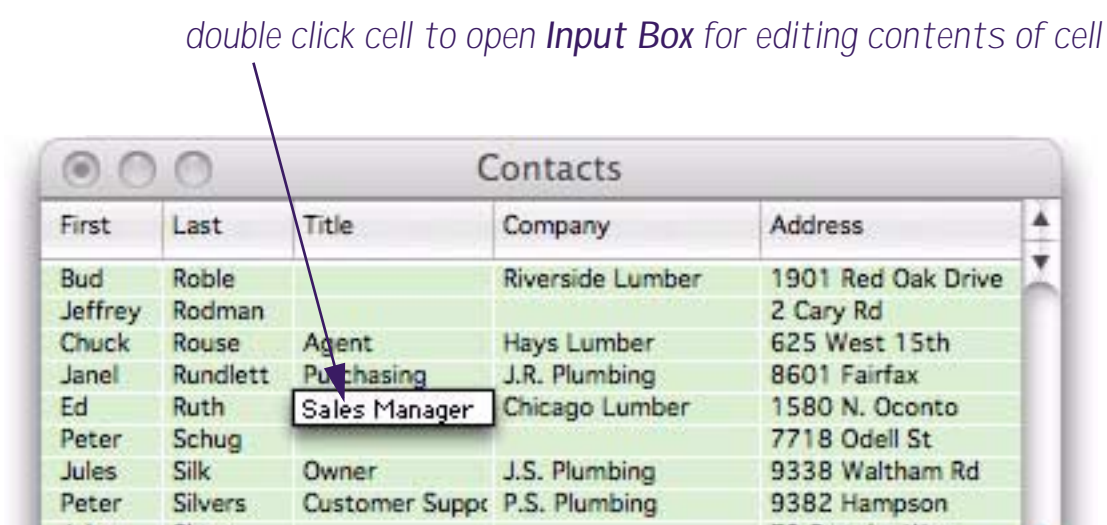 double click cell to open Input Box for editing contents of cell
Contacts
First Last Title Company Address
Bud Roble Riverside Lumber 1901 Red Oak Drive
Jeffrey Rodman 2 Cary Rd
Chuck Rouse Agent Hays Lumber 625 West 15th
Janel Rundlett Purchasing J.R. Plumbing 8601 Fairfax
Ed Ruth Sales Manager Chicago Lumber 1580 N. Oconto
Peter Schug 7718 Odell St
Jules Silk Owner J.S. Plumbing 9338 Waltham Rd
Peter Silvers Customer Suppc P.S. Plumbing 9382 Hampson